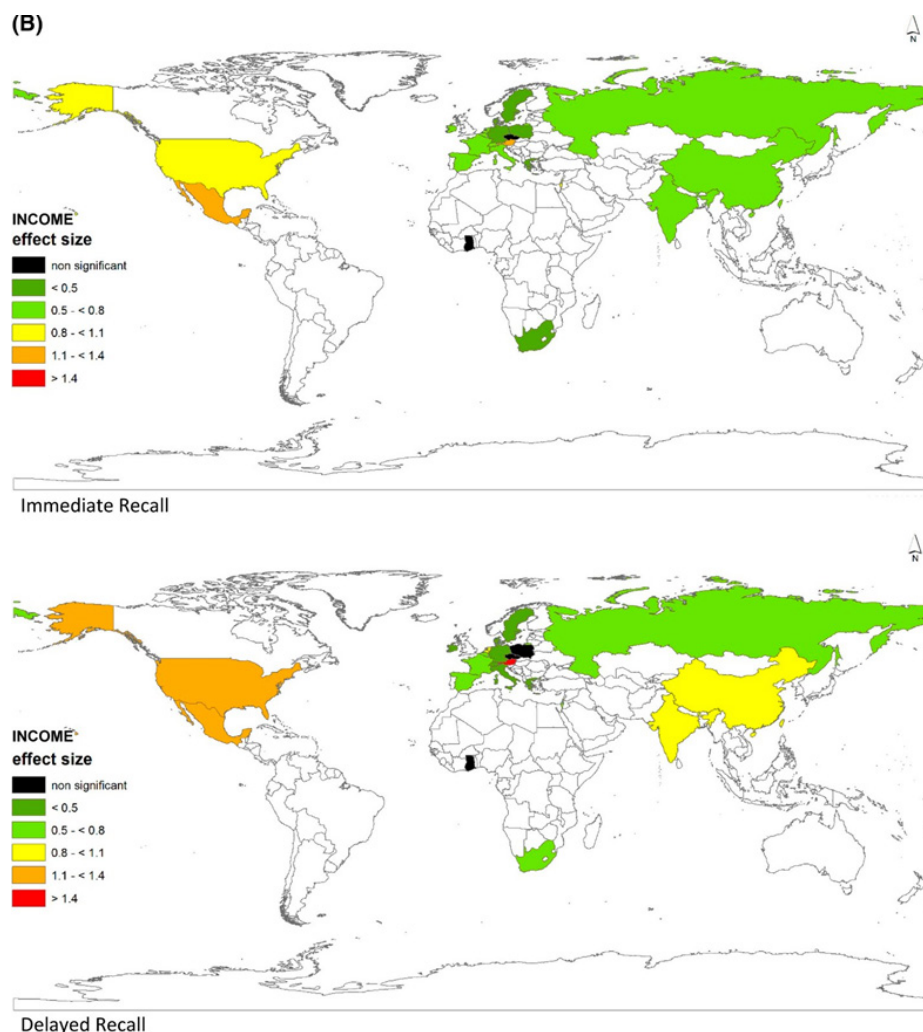 (B)
N
INCOME
effect size
non significant
< 0.5
0.5 - < 0.8
0.8 - < 1.1
1.1 - < 1.4
> 1.4
Immediate Recall
N
INCOME
effect size
non significant
< 0.5
0.5 - < 0.8
0.8 - < 1.1
1.1 - < 1.4
> 1.4
Delayed Recall